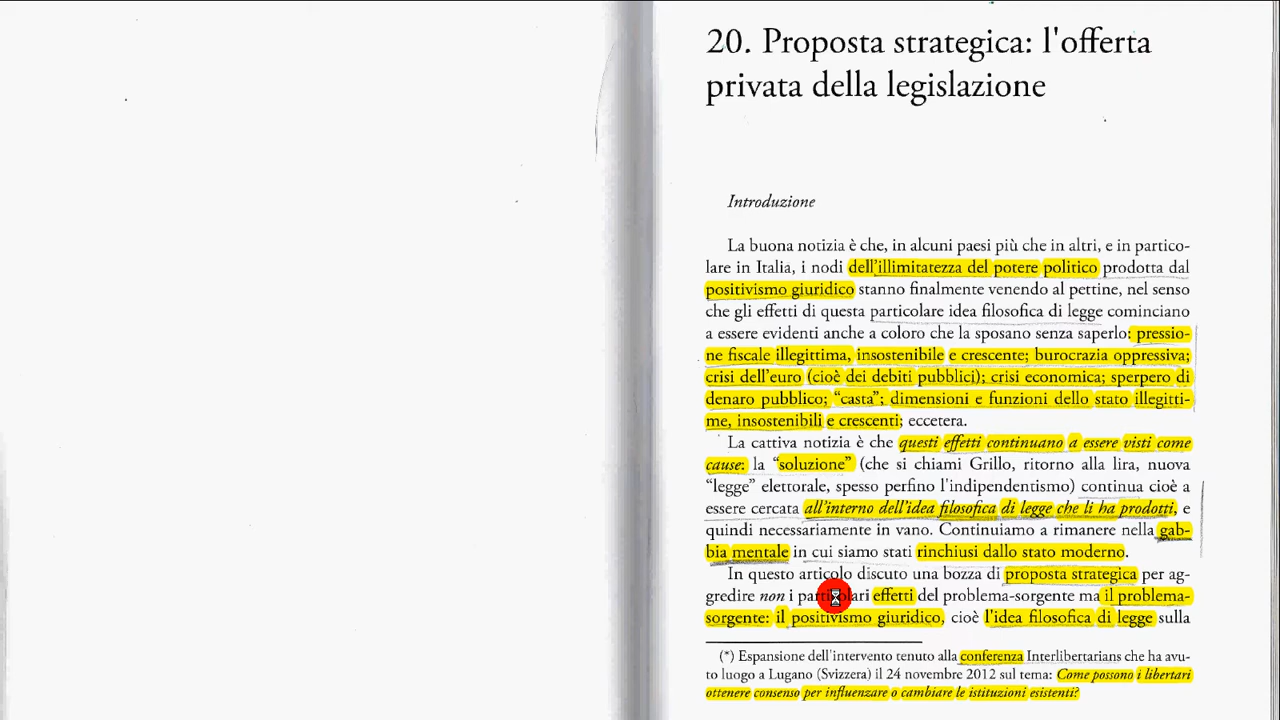 20. Proposta strategica: l'offerta
privata della legislazione
Introduzione
La buona notizia è che, in alcuni paesi più che in altri, e in partico-
lare in Italia, i nodi dell'illimitatezza del potere politico prodotta dal
positivismo giuridico stanno finalmente venendo al pettine, nel senso
che gli effetti di questa particolare idea filosofica di legge cominciano
a essere evidenti anche a coloro che la sposano senza saperlo: pressio-
ne fiscale illegittima, insostenibile e crescente; burocrazia oppressiva;
crisi dell'euro (cioè dei debiti pubblici); crisi economica; sperpero di
denaro pubblico; “casta”; dimensioni e funzioni dello stato illegitti-
me, insostenibili e crescenti; eccetera.
La cattiva notizia è che questi effetti continuano a essere visti come
cause: la “soluzione” (che si chiami Grillo, ritorno alla lira, nuova
“legge” elettorale, spesso perfino l'indipendentismo) continua cioè a
essere cercata all'interno dell'idea filosofica di legge che li ha prodotti, e
quindi necessariamente in vano. Continuiamo a rimanere nella gab-
bia mentale in cui siamo stati rinchiusi dallo stato moderno.
In questo articolo discuto una bozza di proposta strategica per ag-
gredire non i particolari effetti del problema-sorgente ma il problema-
sorgente: il positivismo giuridico, cioè l'idea filosofica di legge sulla
(*) Espansione dell'intervento tenuto alla conferenza Interlibertarians che ha avu-
to luogo a Lugano (Svizzera) il 24 novembre 2012 sul tema: Come possono i libertari
ottenere consenso per influenzare o cambiare le istituzioni esistenti?